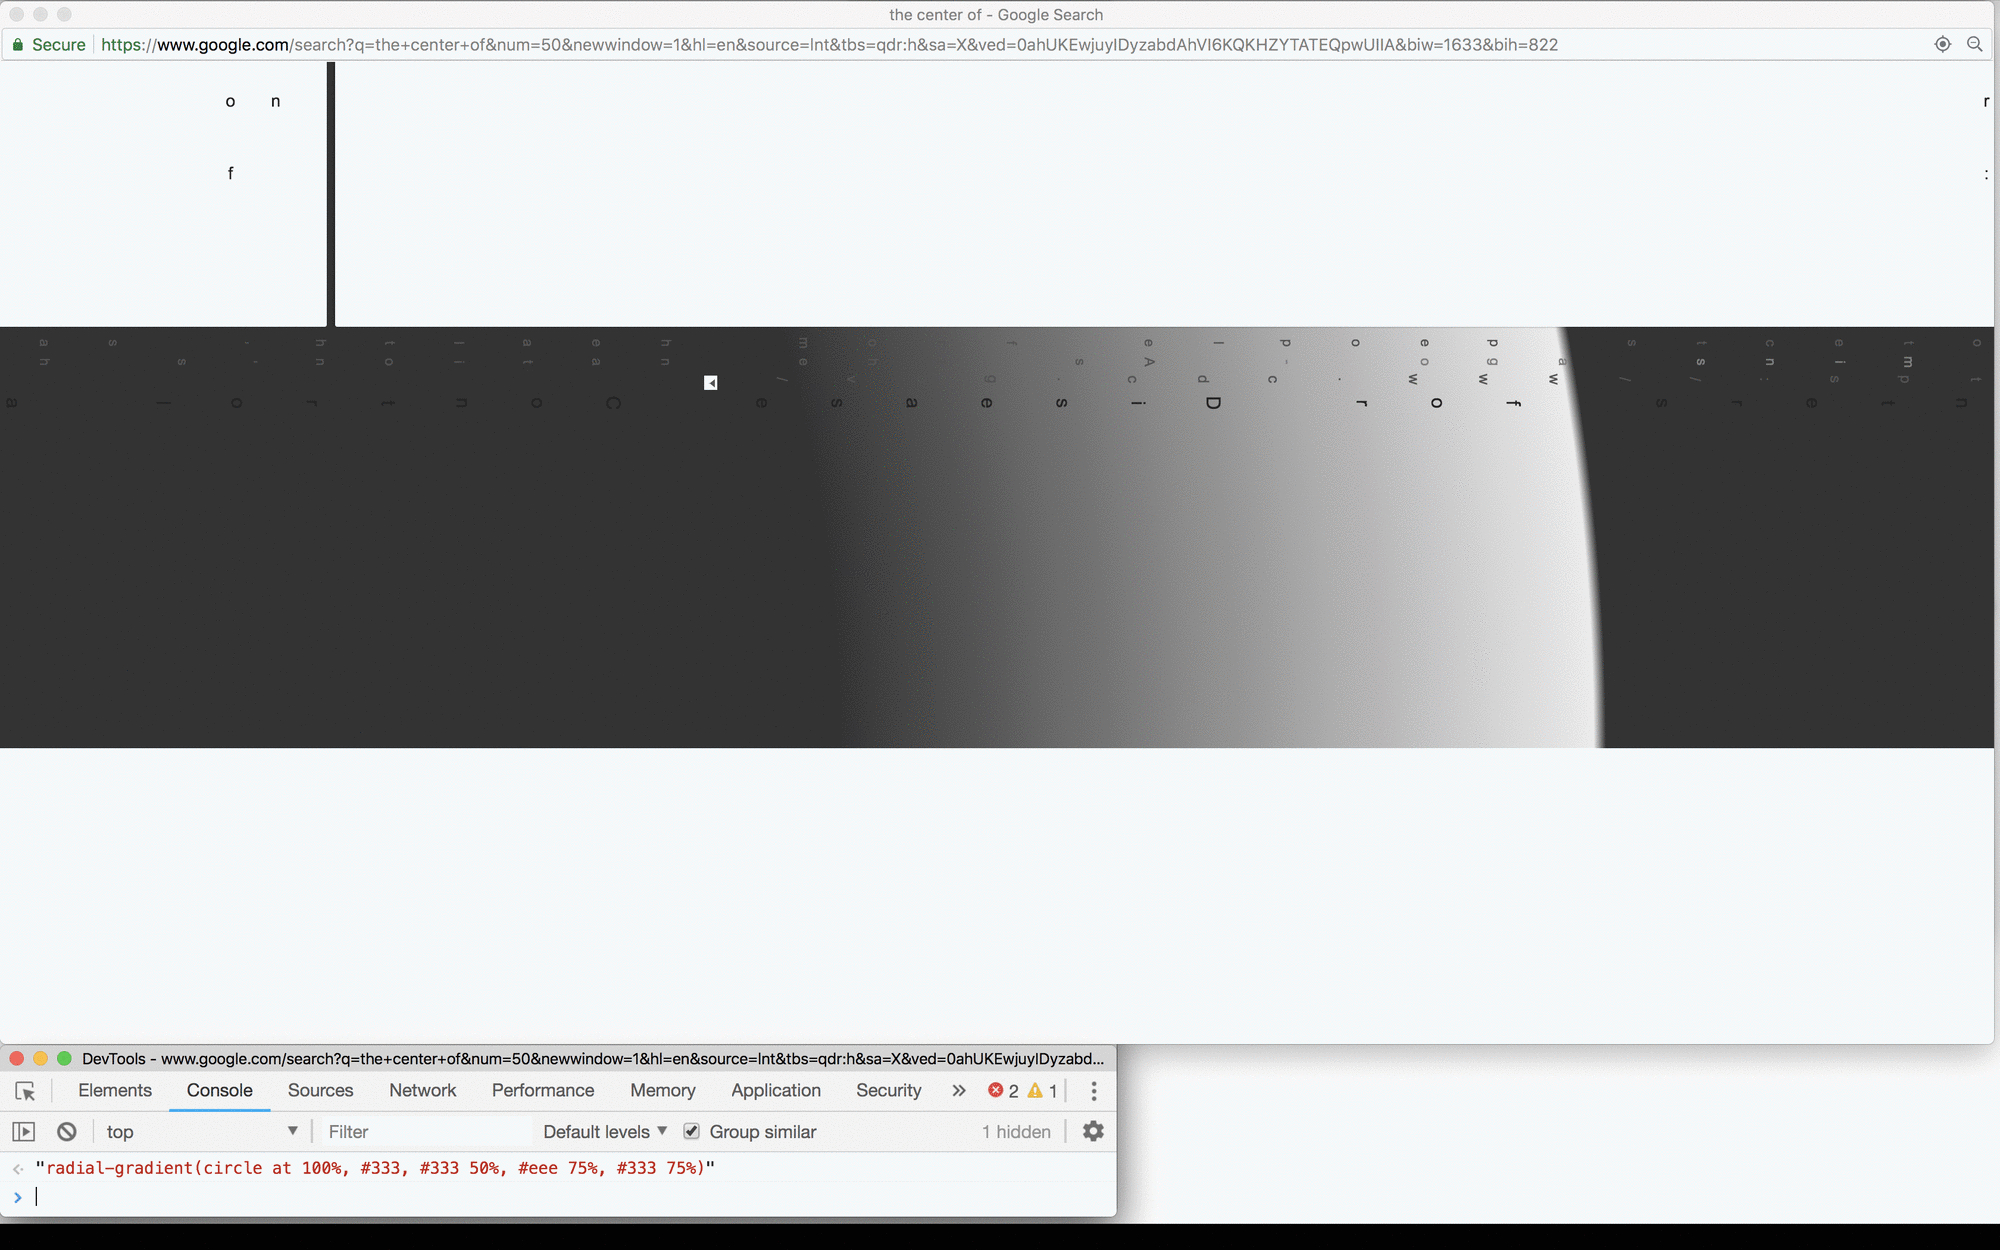 the center of - Google Search
Secure https://www.google.com/search?q=the+center+of&num=50&newwindow=1&hl=en&source=lnt&tbs=qdr:h&sa=X&ved=0ahUKEwjuyIDyzabdAhVI6KQKHZYTATEQpwUIIA&biw=1633&bih=822
o n r
f :
a s - h t l a e h m o f e l p o e p s t c e t o
h s - n o i t a n e h s A - o g a s n i m
/ v g . c d c . w w w / / : s p t
a l o r t n o C e s a e s i D r o f s r e t n
DevTools - www.google.com/search?q=the+center+of&num=50&newwindow=1&hl=en&source=lnt&tbs=qdr:h&sa=X&ved=0ahUKEwjuyIDyzabd...
Elements Console Sources Network Performance Memory Application Security » 2 1
top Filter Default levels Group similar 1 hidden
"radial-gradient(circle at 100%, #333, #333 50%, #eee 75%, #333 75%)"